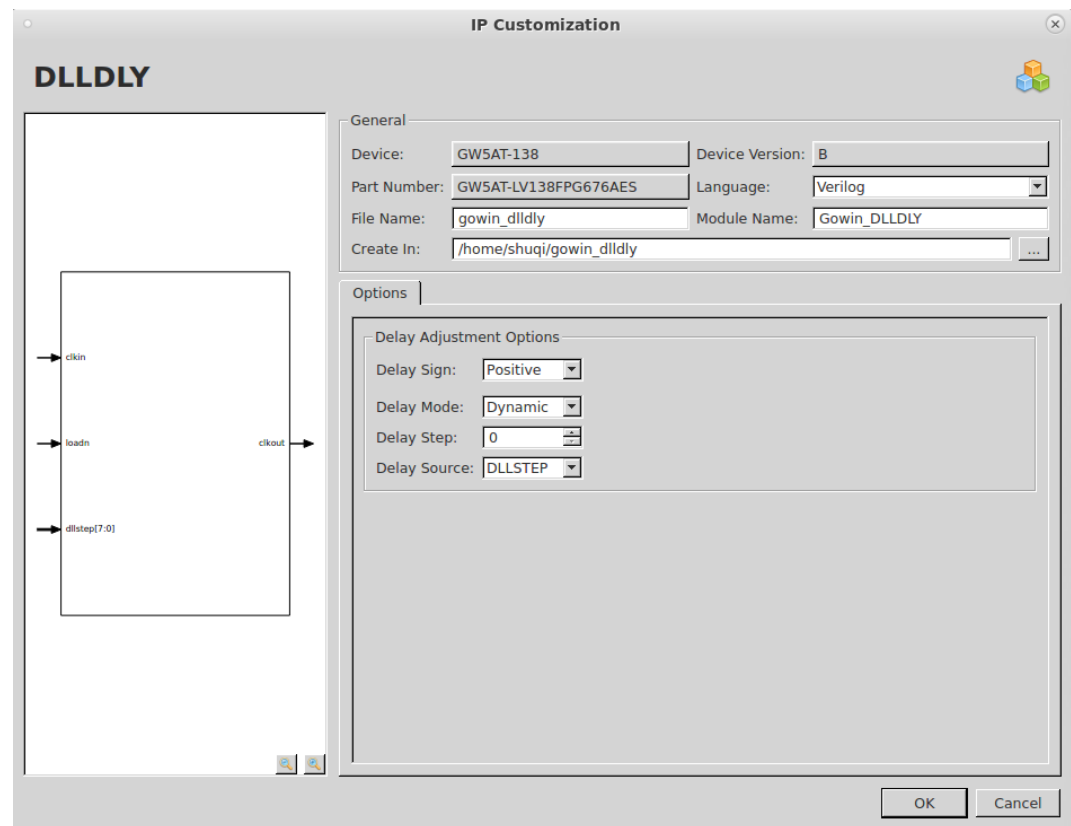 IP Customization
DLLDLY
General
Device: GW5AT-138 Device Version: B
Part Number: GW5AT-LV138FPG676AES Language: Verilog
File Name: gowin_dlldly Module Name: Gowin_DLLDLY
Create In: /home/shuqi/gowin_dlldly ...
Options
Delay Adjustment Options
Delay Sign: Positive
Delay Mode: Dynamic
Delay Step: 0
Delay Source: DLLSTEP
clkin
loadn clkout
dllstep[7:0]
OK Cancel